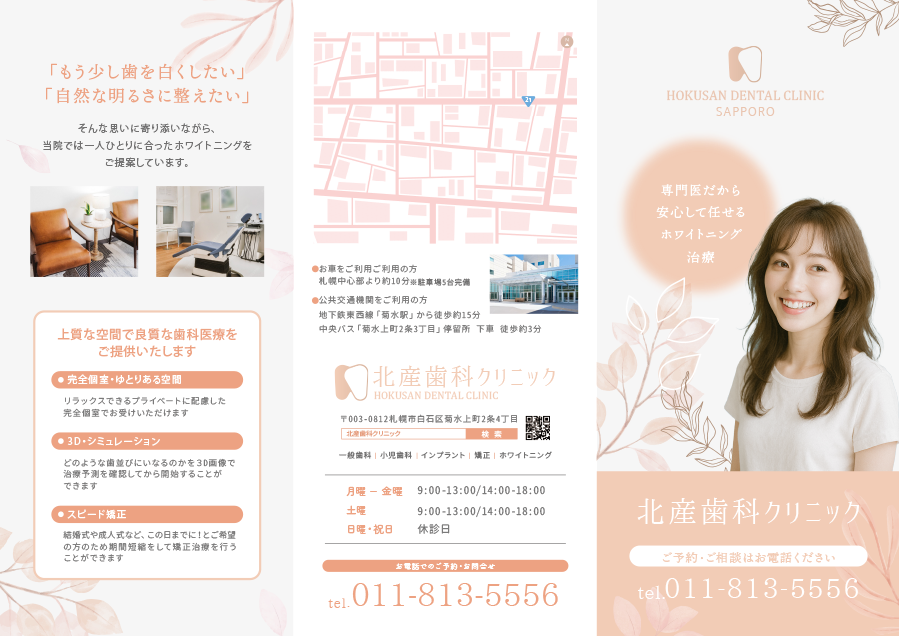 「もう少し歯を白くしたい」
「自然な明るさに整えたい」
そんな思いに寄り添いながら、
当院では一人ひとりに合ったホワイトニングを
ご提案しています。
上質な空間で良質な歯科医療を
ご提供いたします
●完全個室・ゆとりある空間
リラックスできるプライベートに配慮した
完全個室でお受けいただけます
●3D・シミュレーション
どのような歯並びにいなるのかを3D画像で
治療予測を確認してから開始することが
できます
●スピード矯正
結婚式や成人式など、この日までに!とご希望
の方のため期間短縮をして矯正治療を行う
ことができます
21
●お車をご利用ご利用の方
札幌中心部より約10分※駐車場5台完備
●公共交通機関をご利用の方
地下鉄東西線「菊水駅」から徒歩約15分
中央バス「菊水上町2条3丁目」停留所 下車 徒歩約3分
北産歯科クリニック
HOKUSAN DENTAL CLINIC
〒003-0812札幌市白石区菊水上町2条4丁目
北産歯科クリニック 検索
一般歯科|小児歯科|インプラント|矯正|ホワイトニング
月曜 − 金曜 9:00-13:00/14:00-18:00
土曜 9:00-13:00/14:00-18:00
日曜・祝日 休診日
お電話でのご予約・お問合せ
tel.011-813-5556
HOKUSAN DENTAL CLINIC
SAPPORO
専門医だから
安心して任せる
ホワイトニング
治療
北産歯科クリニック
ご予約・ご相談はお電話ください
tel.011-813-5556